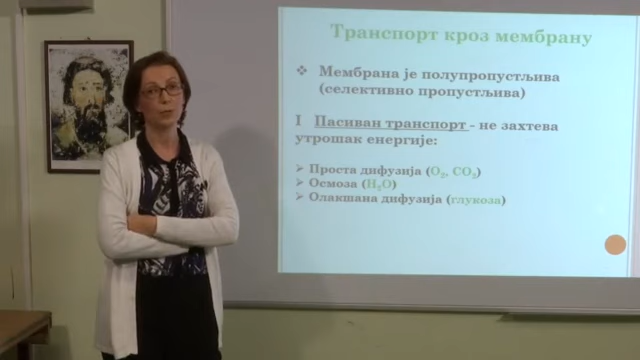 Транспорт кроз мембрану
❖ Мембрана је полупропустљива
(селективно пропустљива)
I Пасиван транспорт - не захтева
утрошак енергије:
➢ Проста дифузија (O₂, CO₂)
➢ Осмоза (H₂O)
➢ Олакшана дифузија (глукоза)